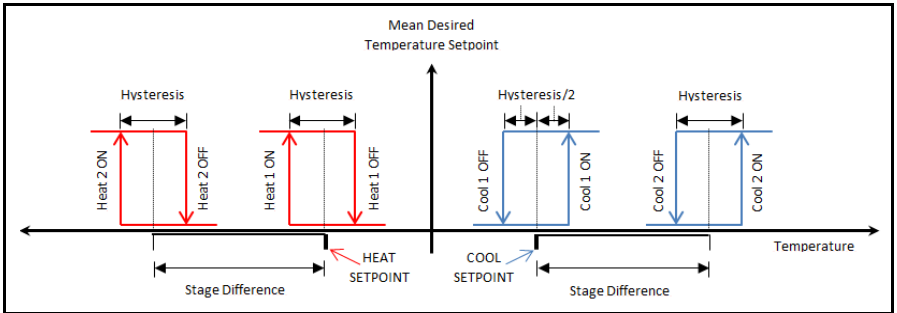 Mean Desired
Temperature Setpoint
Hysteresis
Hysteresis
Hysteresis/2
Hysteresis
Heat 2 ON
Heat 2 OFF
Heat 1 ON
Heat 1 OFF
Cool 1 OFF
Cool 1 ON
Cool 2 OFF
Cool 2 ON
Temperature
HEAT
SETPOINT
COOL
SETPOINT
Stage Difference
Stage Difference